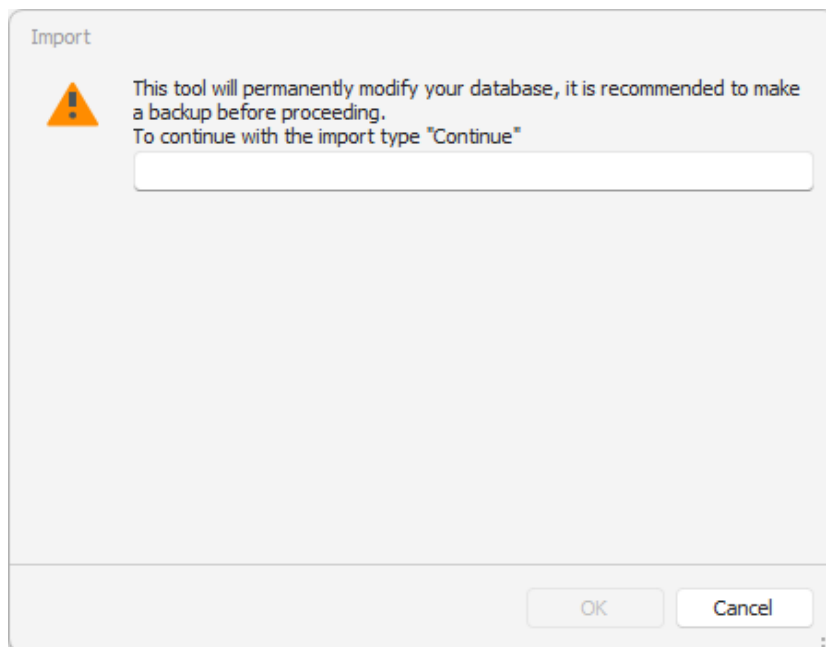 Import
This tool will permanently modify your database, it is recommended to make
a backup before proceeding.
To continue with the import type "Continue"
OK
Cancel